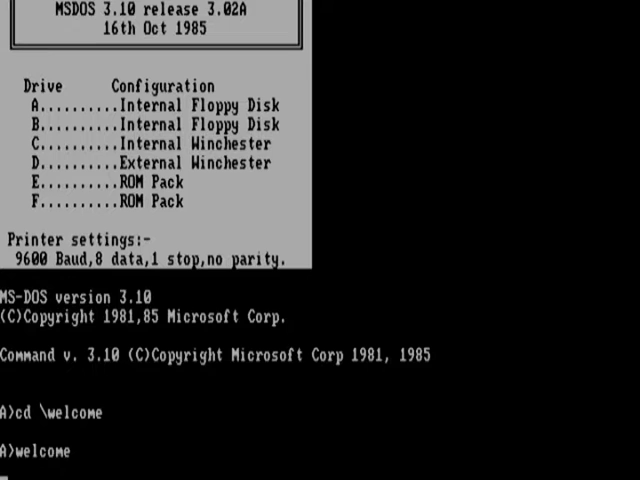 MSDOS 3.10 release 3.02A
16th Oct 1985
Drive Configuration
A..........Internal Floppy Disk
B..........Internal Floppy Disk
C..........Internal Winchester
D..........External Winchester
E..........ROM Pack
F..........ROM Pack
Printer settings:-
9600 Baud,8 data,1 stop,no parity.
MS-DOS version 3.10
(C)Copyright 1981,85 Microsoft Corp.
Command v. 3.10 (C)Copyright Microsoft Corp 1981, 1985
A>cd \welcome
A>welcome